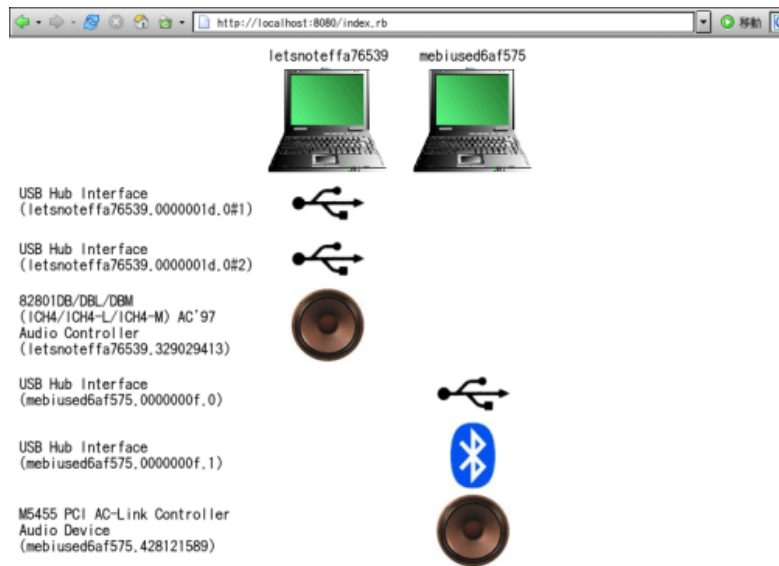 http://localhost:8080/index.rb
移動
letsnoteffa76539 mebiused6af575
USB Hub Interface
(letsnoteffa76539.0000001d.0#1)
USB Hub Interface
(letsnoteffa76539.0000001d.0#2)
82801DB/DBL/DBM
(ICH4/ICH4-L/ICH4-M) AC'97
Audio Controller
(letsnoteffa76539.329029413)
USB Hub Interface
(mebiused6af575.0000000f.0)
USB Hub Interface
(mebiused6af575.0000000f.1)
M5455 PCI AC-Link Controller
Audio Device
(mebiused6af575.428121589)